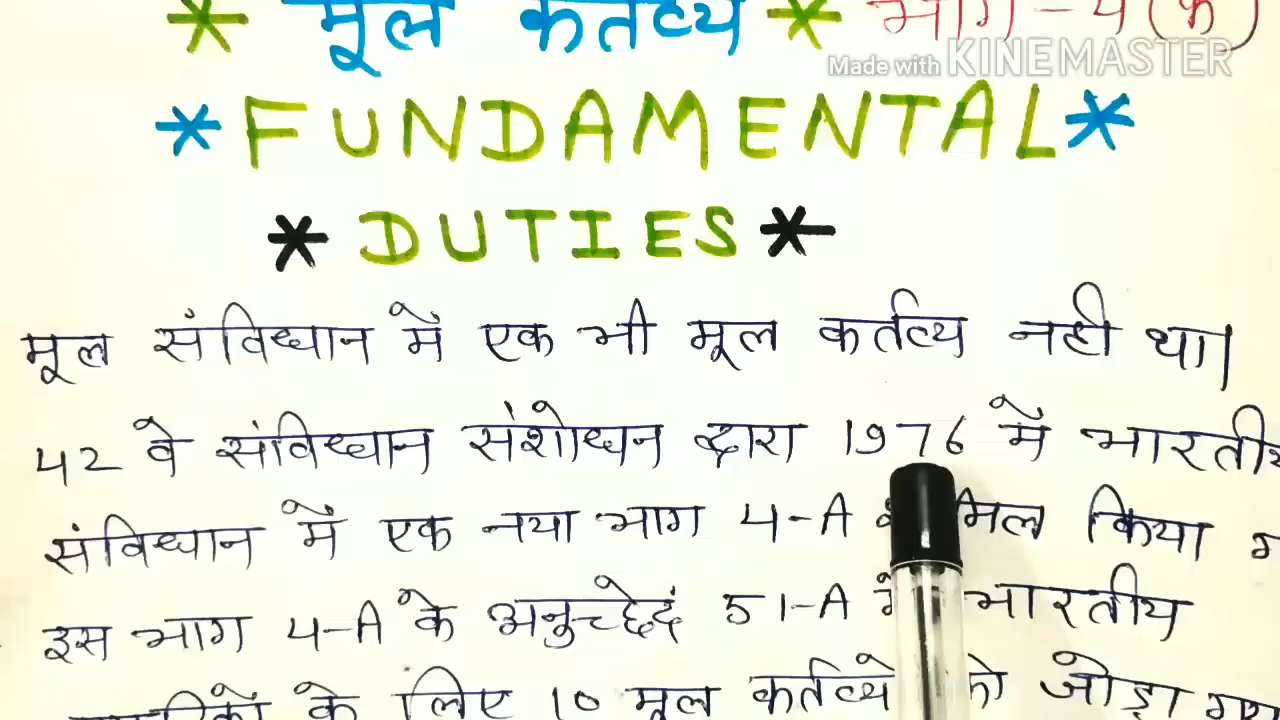 * मूल कर्तव्य * भाग-4(क)
Made with KINEMASTER
* FUNDAMENTAL *
* DUTIES *
मूल संविधान में एक भी मूल कर्तव्य नही था।
42 वे संविधान संशोधन द्वारा 1976 में भारतीय
संविधान में एक नया भाग 4-A किया
इस भाग 4-A के अनुच्छेद 51-A भारतीय
के लिए 10 मूल कर्तव्यो को जोड़ा